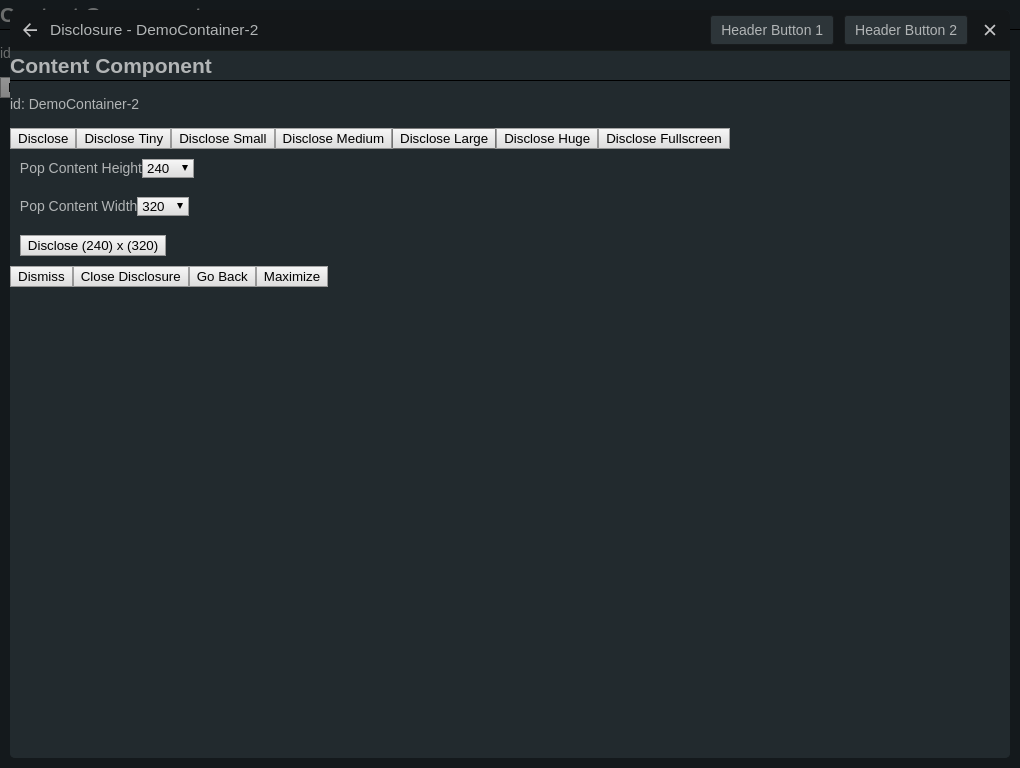 Disclosure - DemoContainer-2 Header Button 1 Header Button 2
Content Component
id: DemoContainer-2
Disclose Disclose Tiny Disclose Small Disclose Medium Disclose Large Disclose Huge Disclose Fullscreen
Pop Content Height 240
Pop Content Width 320
Disclose (240) x (320)
Dismiss Close Disclosure Go Back Maximize